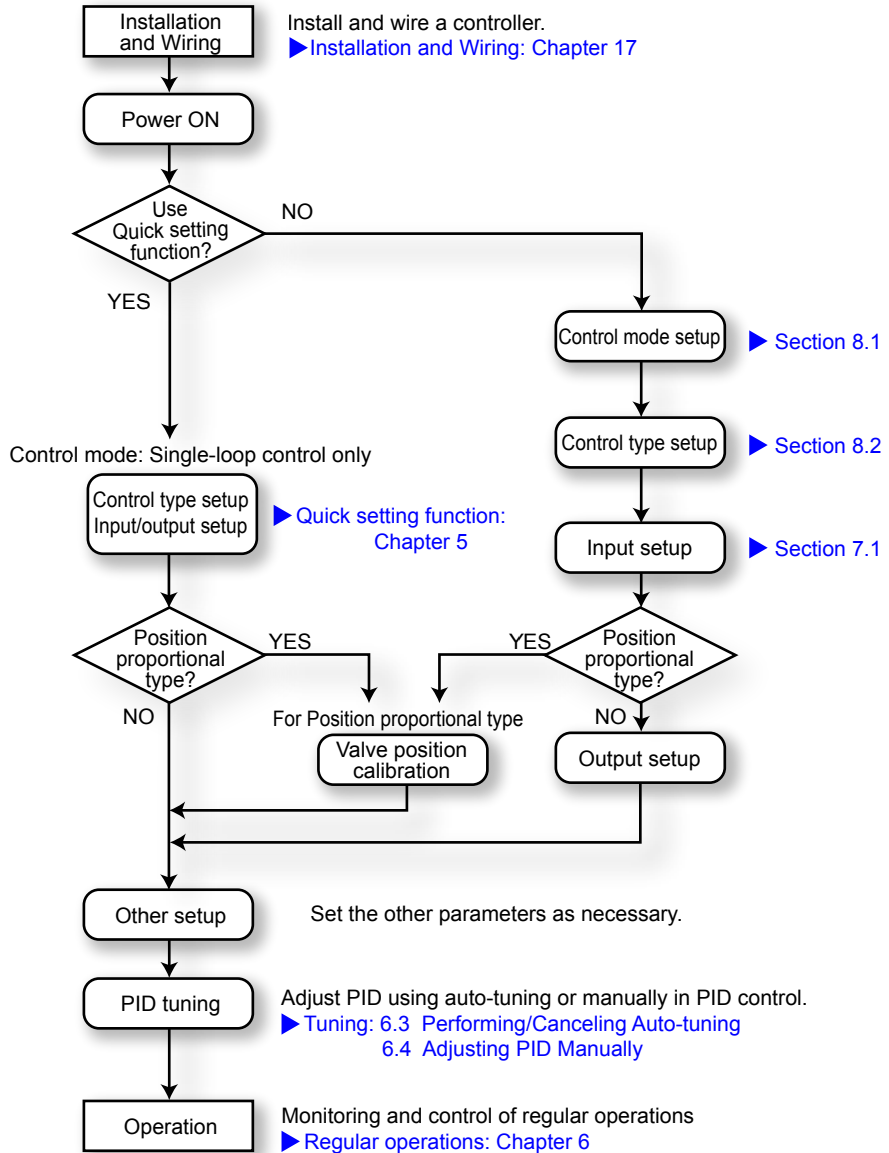 Installation
and Wiring
Install and wire a controller.
▶Installation and Wiring: Chapter 17
Power ON
Use
Quick setting
function?
NO
YES
Control mode setup
▶ Section 8.1
Control type setup
▶ Section 8.2
Control mode: Single-loop control only
Control type setup
Input/output setup
▶ Quick setting function:
Chapter 5
Input setup
▶ Section 7.1
Position
proportional
type?
YES
NO
YES
Position
proportional
type?
NO
For Position proportional type
Valve position
calibration
Output setup
Other setup
Set the other parameters as necessary.
PID tuning
Adjust PID using auto-tuning or manually in PID control.
▶ Tuning: 6.3 Performing/Canceling Auto-tuning
6.4 Adjusting PID Manually
Operation
Monitoring and control of regular operations
▶ Regular operations: Chapter 6